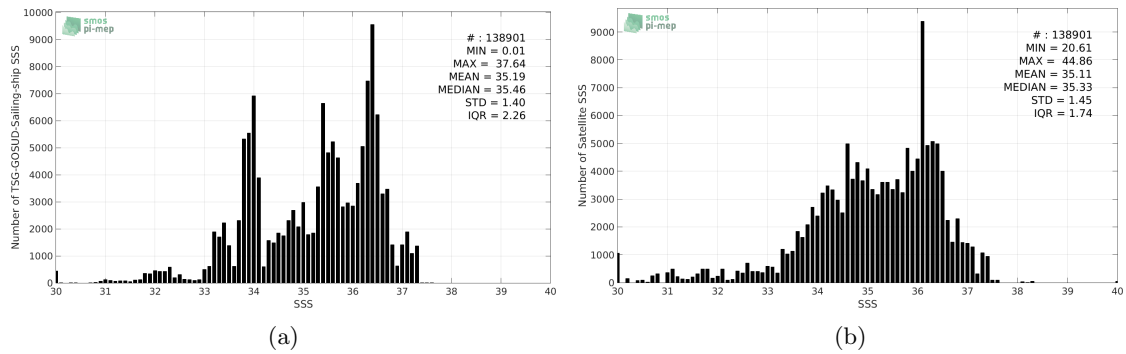 smos
pi-mep
# : 138901
MIN = 0.01
MAX = 37.64
MEAN = 35.19
MEDIAN = 35.46
STD = 1.40
IQR = 2.26
Number of TSG-GOSUD-Sailing-ship SSS
10000
9000
8000
7000
6000
5000
4000
3000
2000
1000
0
30 31 32 33 34 35 36 37 38 39 40
SSS
(a)
smos
pi-mep
# : 138901
MIN = 20.61
MAX = 44.86
MEAN = 35.11
MEDIAN = 35.33
STD = 1.45
IQR = 1.74
Number of Satellite SSS
9000
8000
7000
6000
5000
4000
3000
2000
1000
0
30 31 32 33 34 35 36 37 38 39 40
SSS
(b)